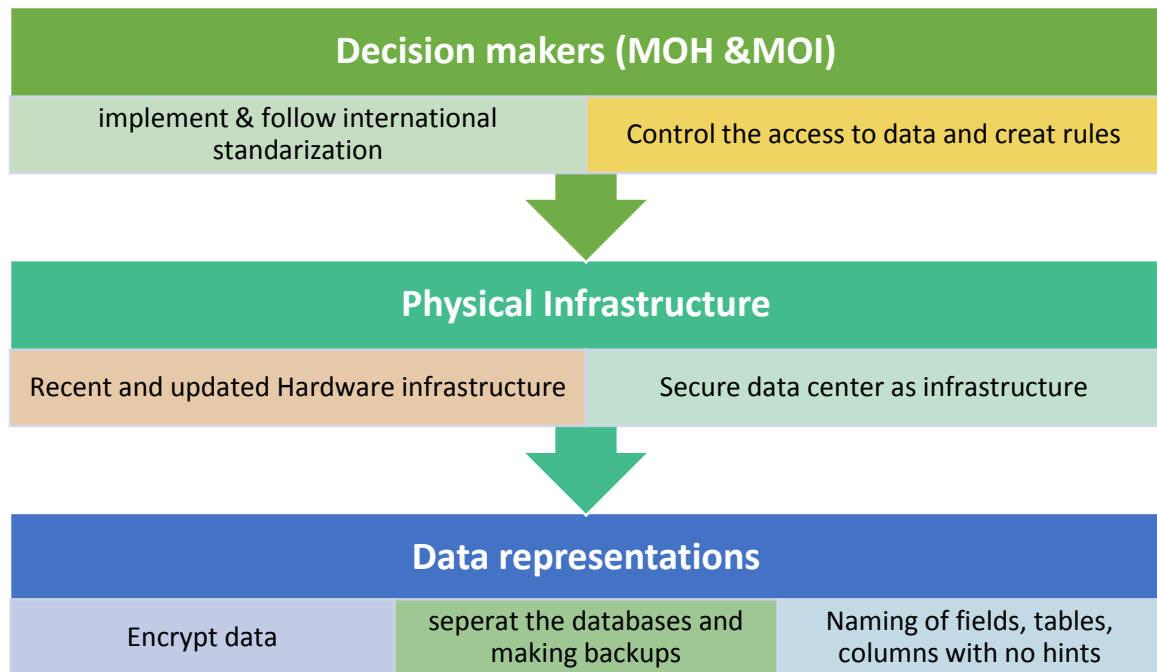 Decision makers (MOH &MOI)
implement & follow international
standarization
Control the access to data and creat rules
Physical Infrastructure
Recent and updated Hardware infrastructure
Secure data center as infrastructure
Data representations
Encrypt data
seperat the databases and
making backups
Naming of fields, tables,
columns with no hints